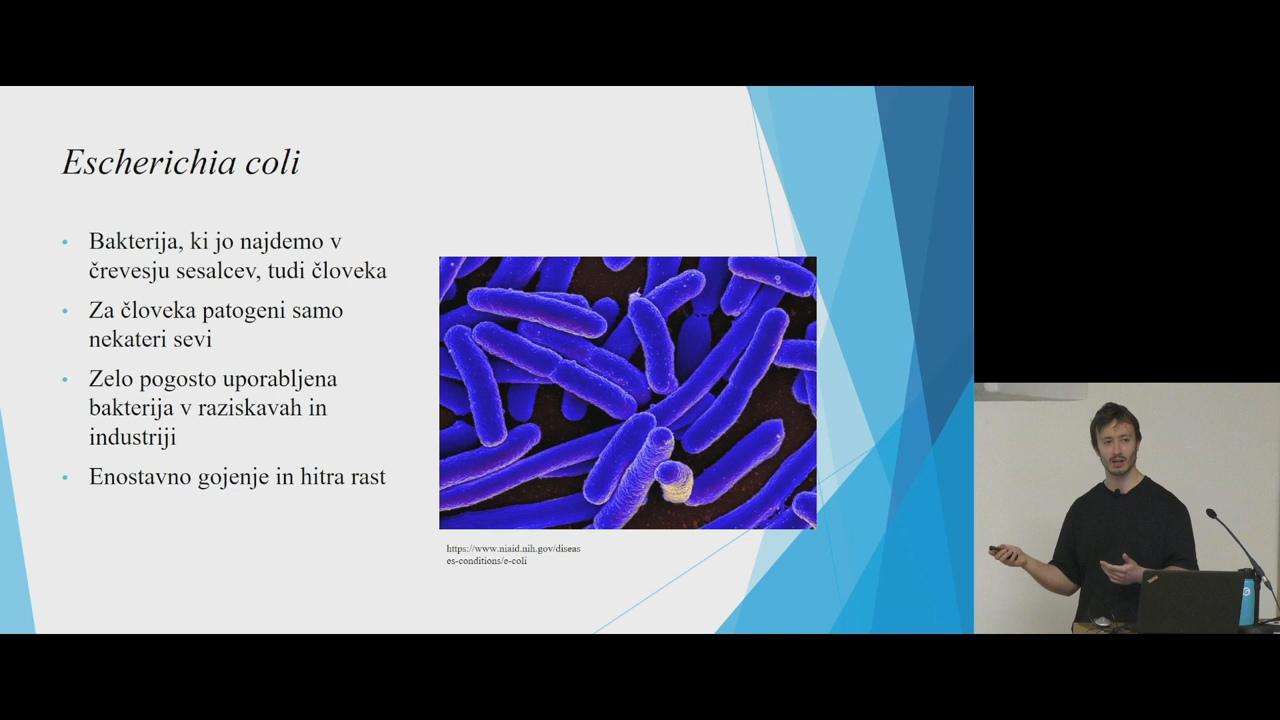 Escherichia coli
• Bakterija, ki jo najdemo v
črevesju sesalcev, tudi človeka
• Za človeka patogeni samo
nekateri sevi
• Zelo pogosto uporabljena
bakterija v raziskavah in
industriji
• Enostavno gojenje in hitra rast
https://www.niaid.nih.gov/diseas
es-conditions/e-coli